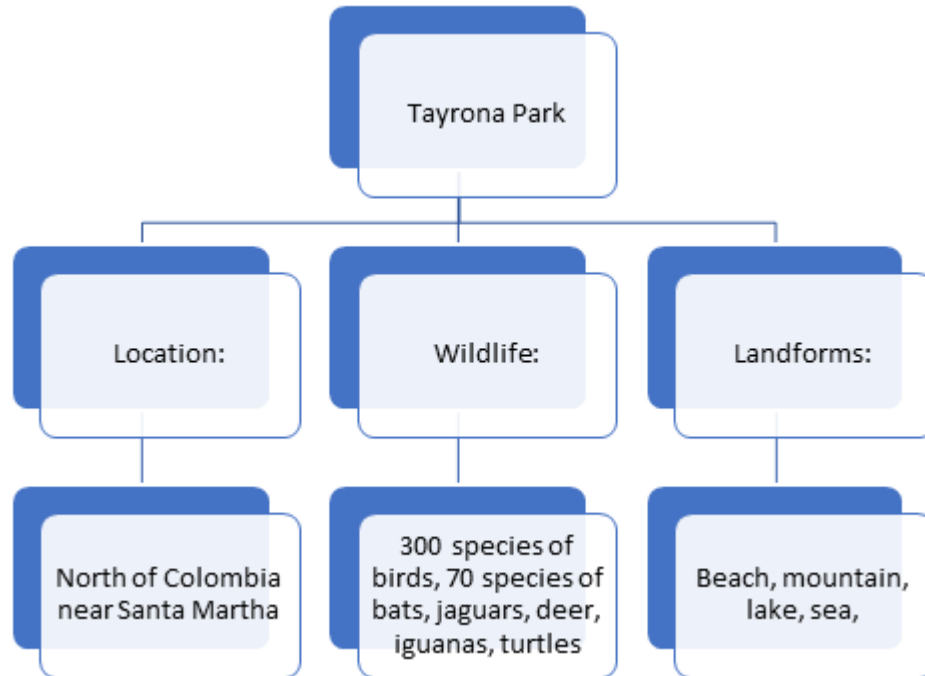 Tayrona Park
Location:
Wildlife:
Landforms:
North of Colombia
near Santa Martha
300 species of
birds, 70 species of
bats, jaguars, deer,
iguanas, turtles
Beach, mountain,
lake, sea,